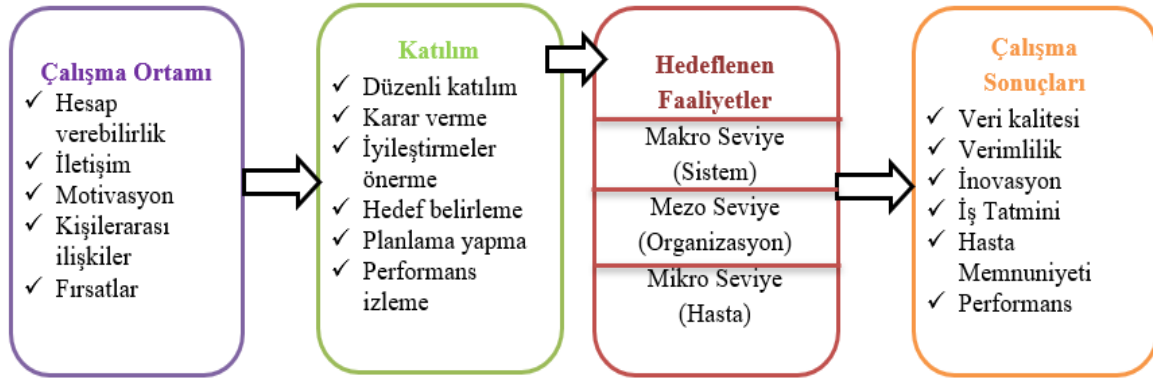 Çalışma Ortamı
✓ Hesap
verebilirlik
✓ İletişim
✓ Motivasyon
✓ Kişilerarası
ilişkiler
✓ Fırsatlar
Katılım
✓ Düzenli katılım
✓ Karar verme
✓ İyileştirmeler
önerme
✓ Hedef belirleme
✓ Planlama yapma
✓ Performans
izleme
Hedeflenen
Faaliyetler
Makro Seviye
(Sistem)
Mezo Seviye
(Organizasyon)
Mikro Seviye
(Hasta)
Çalışma
Sonuçları
✓ Veri kalitesi
✓ Verimlilik
✓ İnovasyon
✓ İş Tatmini
✓ Hasta
Memnuniyeti
✓ Performans